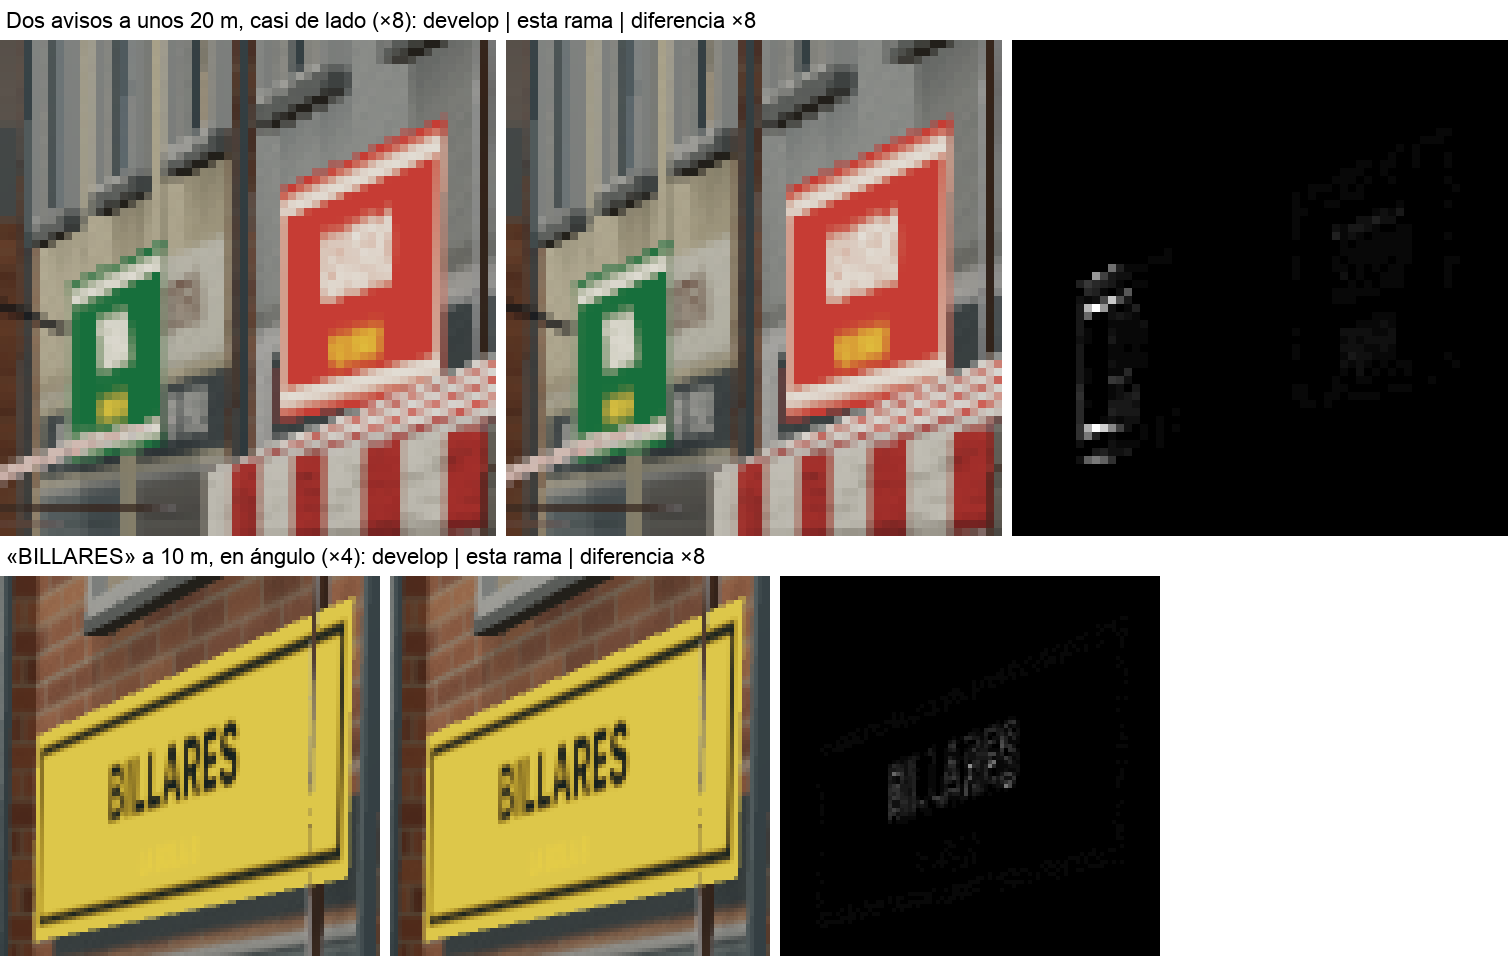 Dos avisos a unos 20 m, casi de lado (×8): develop | esta rama | diferencia ×8
«BILLARES» a 10 m, en ángulo (×4): develop | esta rama | diferencia ×8
BILLARES
BILLARES
BILLARES